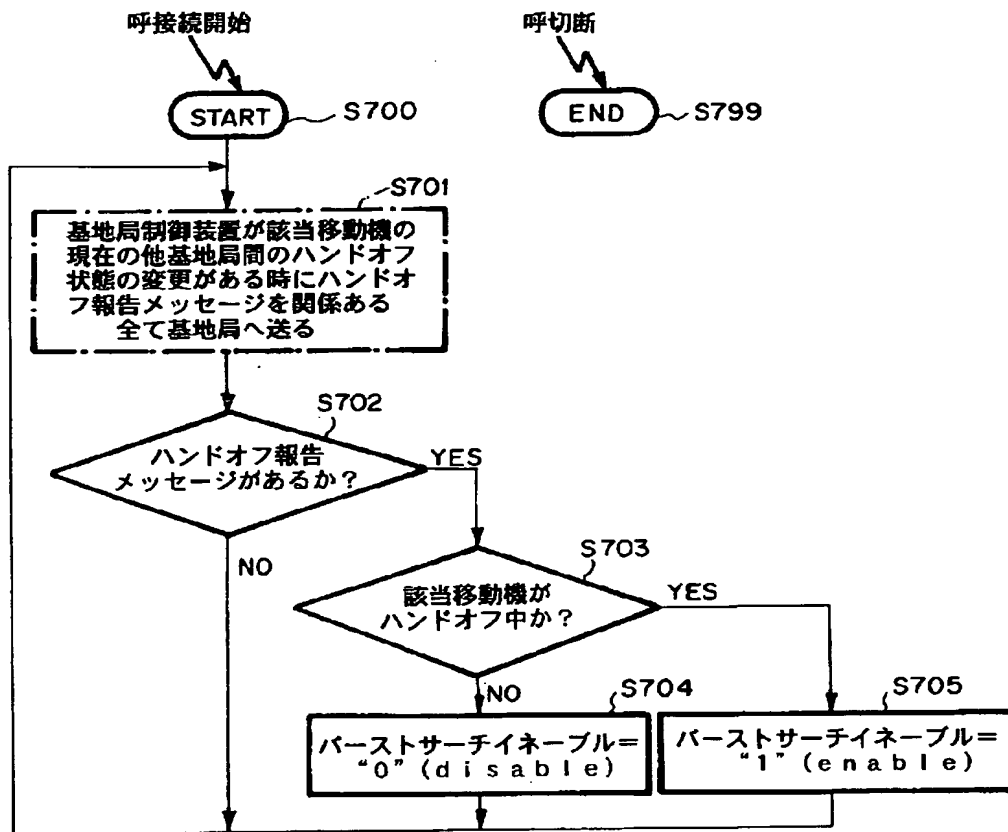 呼接続開始
呼切断
START
S700
END
S799
S701
基地局制御装置が該当移動機の
現在の他基地局間のハンドオフ
状態の変更がある時にハンドオ
フ報告メッセージを関係ある
全て基地局へ送る
S702
ハンドオフ報告
メッセージがあるか？
YES
NO
S703
該当移動機が
ハンドオフ中か？
YES
NO
S704
バーストサーチイネーブル＝
“0”(disable)
S705
バーストサーチイネーブル＝
“1”(enable)